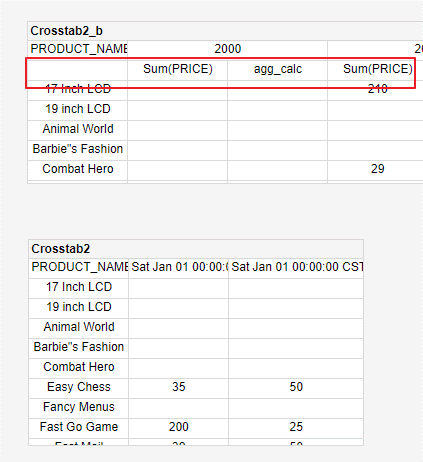 Crosstab2_b
PRODUCT_NAME 2000
Sum(PRICE) agg_calc Sum(PRICE)
17 Inch LCD 210
19 inch LCD
Animal World
Barbie"s Fashion
Combat Hero 29
Crosstab2
PRODUCT_NAME Sat Jan 01 00:00:0 Sat Jan 01 00:00:00 CST
17 Inch LCD
19 inch LCD
Animal World
Barbie"s Fashion
Combat Hero
Easy Chess 35 50
Fancy Menus
Fast Go Game 200 25
Fast Mail